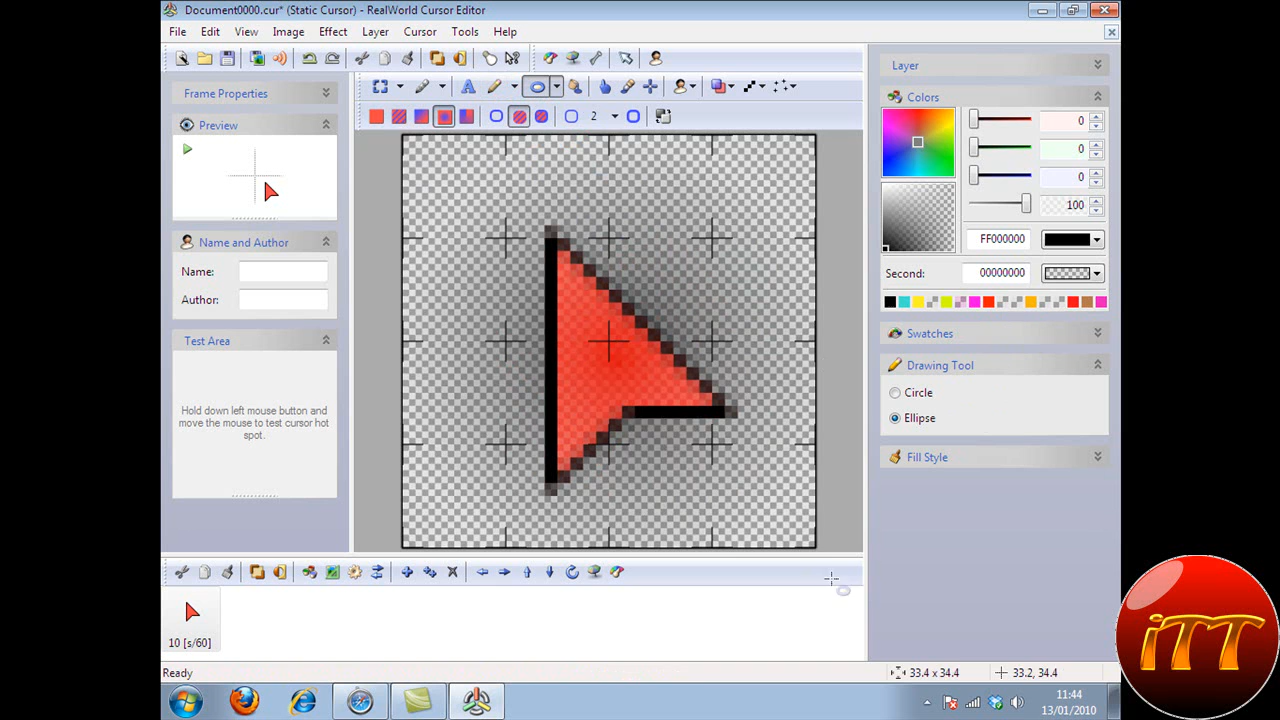 Document0000.cur* (Static Cursor) - RealWorld Cursor Editor
File Edit View Image Effect Layer Cursor Tools Help
Frame Properties
Preview
Name and Author
Name:
Author:
Test Area
Hold down left mouse button and
move the mouse to test cursor hot
spot.
A
2
Layer
Colors
0
0
0
100
FF000000
Second: 00000000
Swatches
Drawing Tool
Circle
Ellipse
Fill Style
10 [s/60]
Ready
33.4 x 34.4
33.2, 34.4
11:44
13/01/2010
iTT